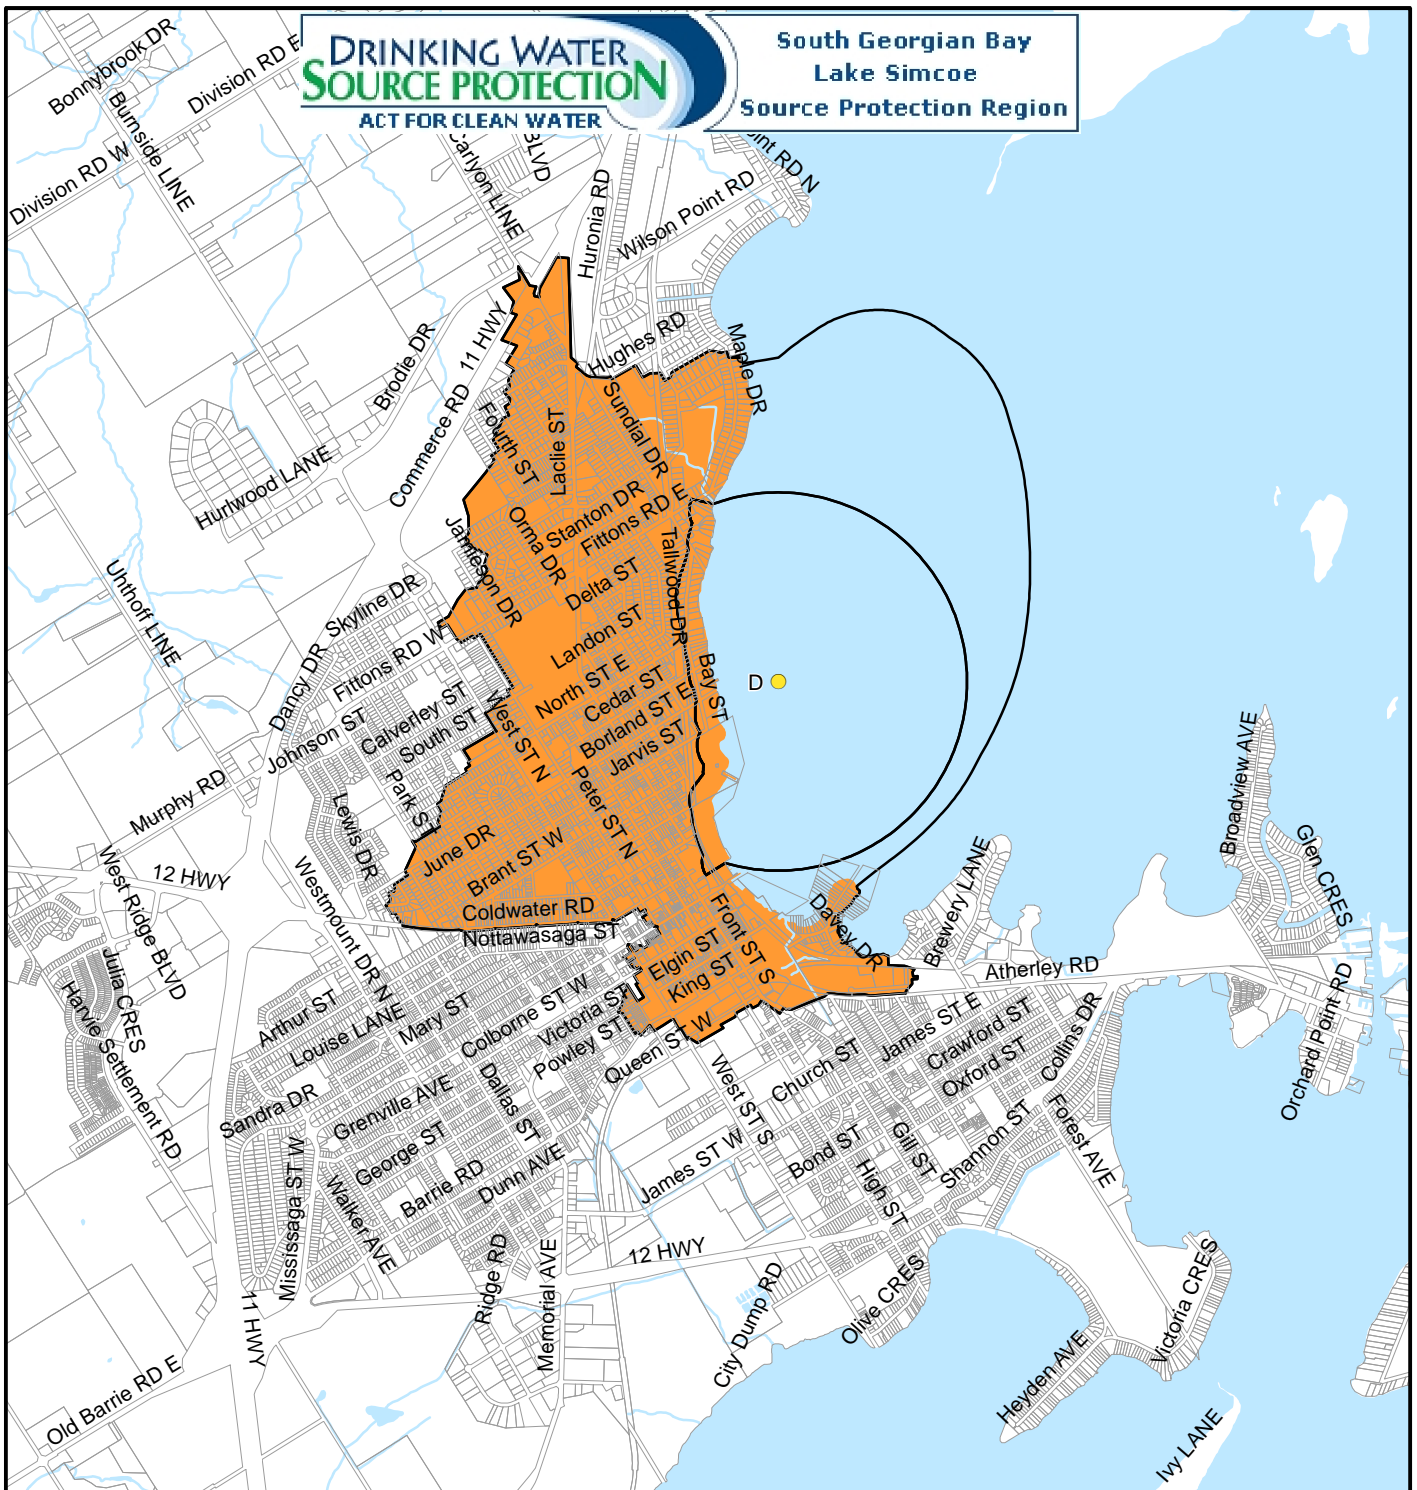 DRINKING WATER
SOURCE PROTECTION
ACT FOR CLEAN WATER
South Georgian Bay
Lake Simcoe
Source Protection Region
Bonnybrook DR
Division RD E
Burnside LINE
Division RD W
Carlyon LINE
BLVD
Huronia RD
Wilson Point RD
Point RD N
Brodie DR
11 HWY
Commerce RD
Hughes RD
Maple DR
Sundial DR
Fourth ST
Laclie ST
Hurlwood LANE
Stanton DR
Fittons RD E
Orma DR
Jamieson DR
Tallwood DR
Delta ST
Uhthoff LINE
Skyline DR
Landon ST
Fittons RD W
Dancy DR
North ST E
Cedar ST
Bay ST
D
Calverley ST
South ST
Johnson ST
West ST N
Borland ST E
Jarvis ST
Murphy RD
Park ST
Peter ST N
Lewis DR
June DR
Brant ST W
Broadview AVE
Glen CRES
12 HWY
West Ridge BLVD
Westmount DR N
Coldwater RD
Nottawasaga ST
Front ST S
Davey DR
Brewery LANE
Elgin ST
King ST
Atherley RD
Julia CRES
Harvie Settlement RD
Arthur ST
Louise LANE
Mary ST
Colborne ST W
Victoria ST
Powley ST
Queen ST W
James ST E
Crawford ST
Oxford ST
Collins DR
Orchard Point RD
Church ST
West ST S
Sandra DR
Grenville AVE
Dallas ST
George ST
Barrie RD
Dunn AVE
James ST W
Bond ST
Gill ST
High ST
Shannon ST
Forest AVE
Mississaga ST W
Walker AVE
12 HWY
Ridge RD
Memorial AVE
City Dump RD
Olive CRES
Victoria CRES
Heyden AVE
11 HWY
Old Barrie RD E
Ivy LANE